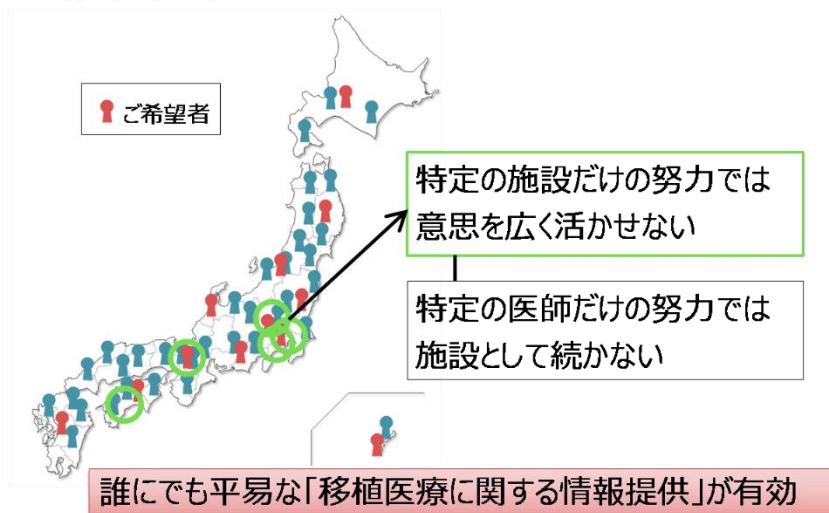 ご希望者
特定の施設だけの努力では
意思を広く活かせない
特定の医師だけの努力では
施設として続かない
誰にでも平易な「移植医療に関する情報提供」が有効